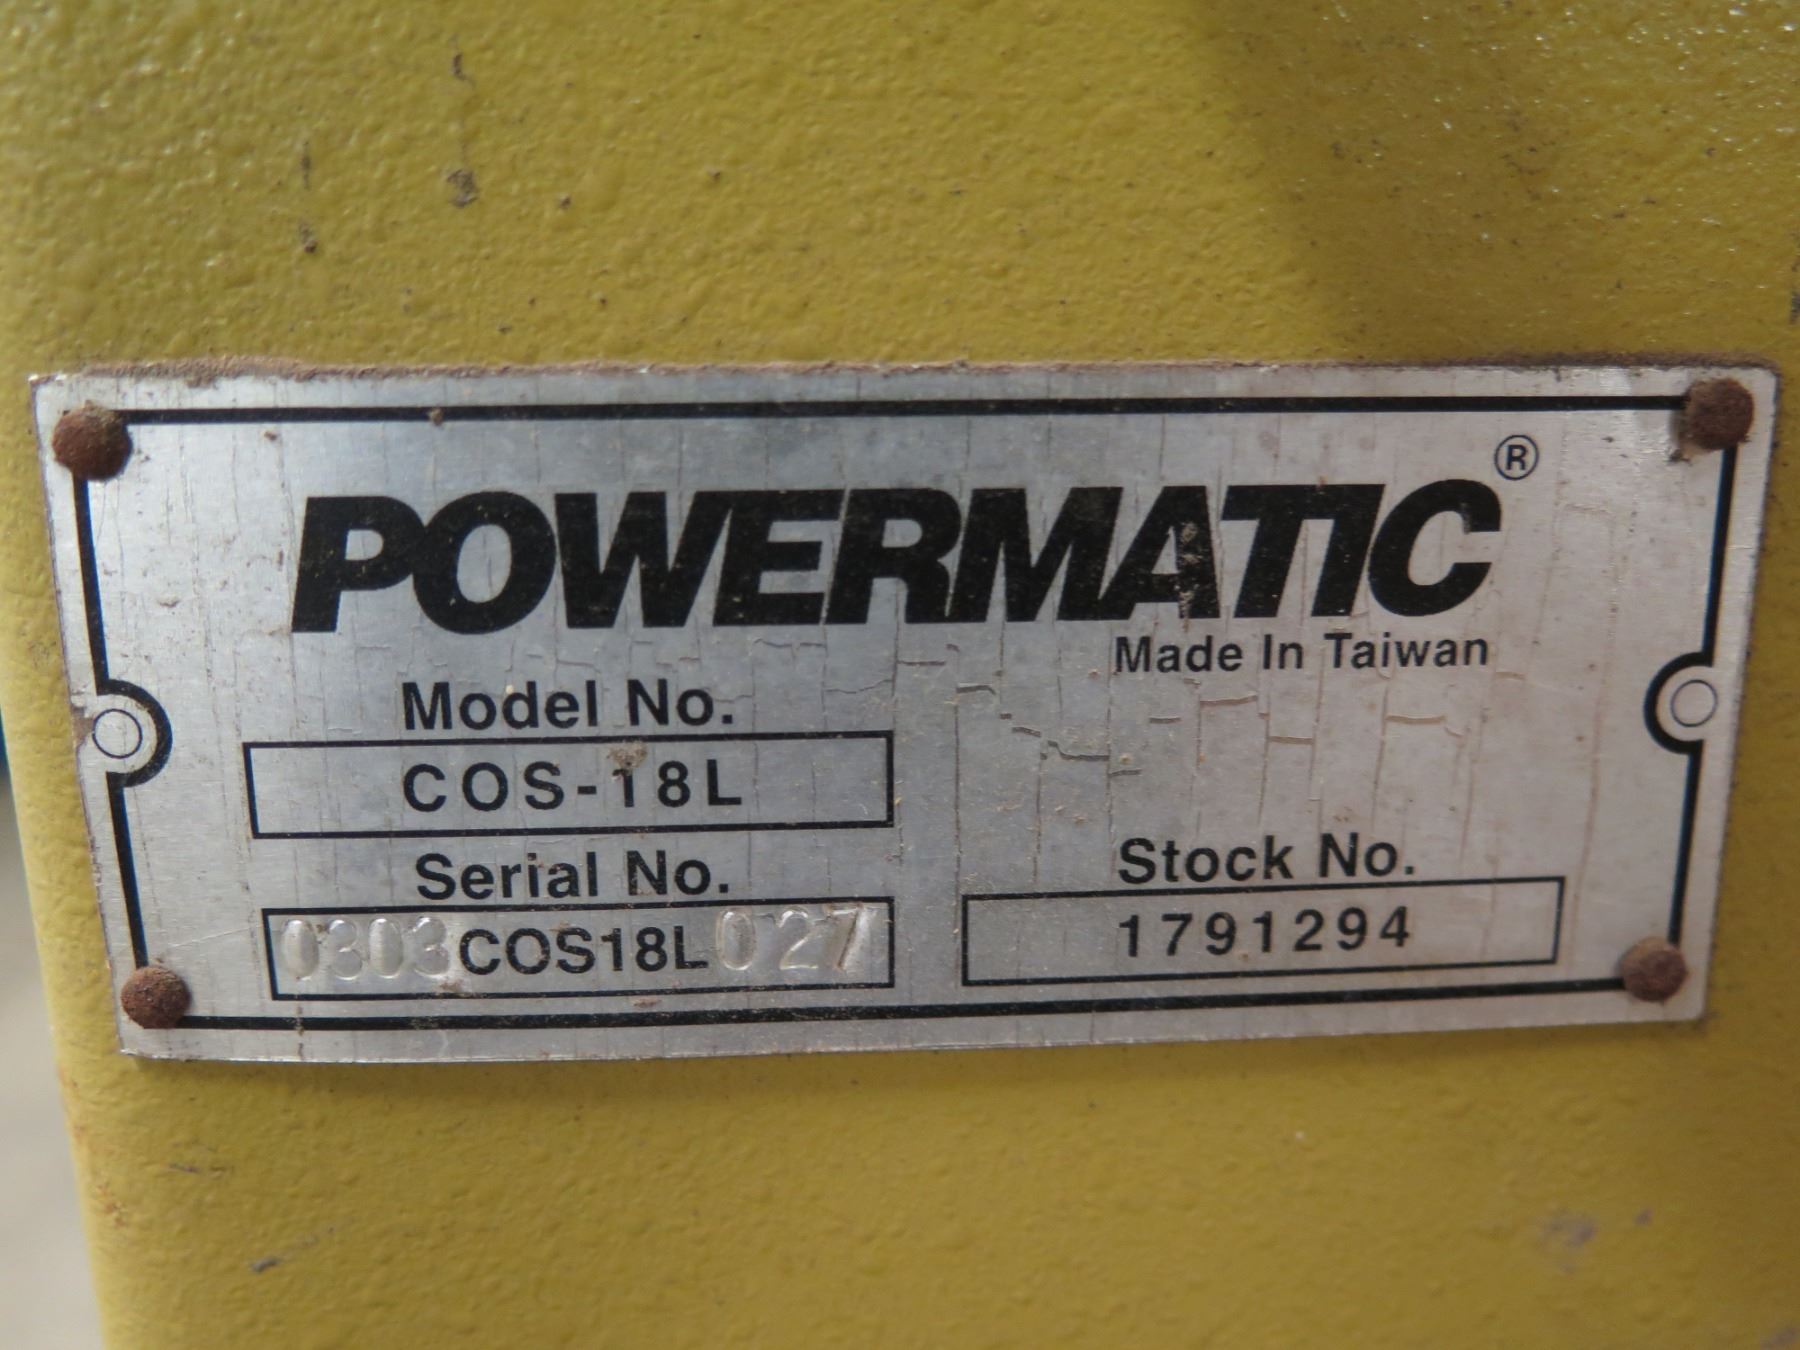 POWERMATIC®
Made In Taiwan
Model No.
COS-18L
Serial No.
0303COS18L027
Stock No.
1791294